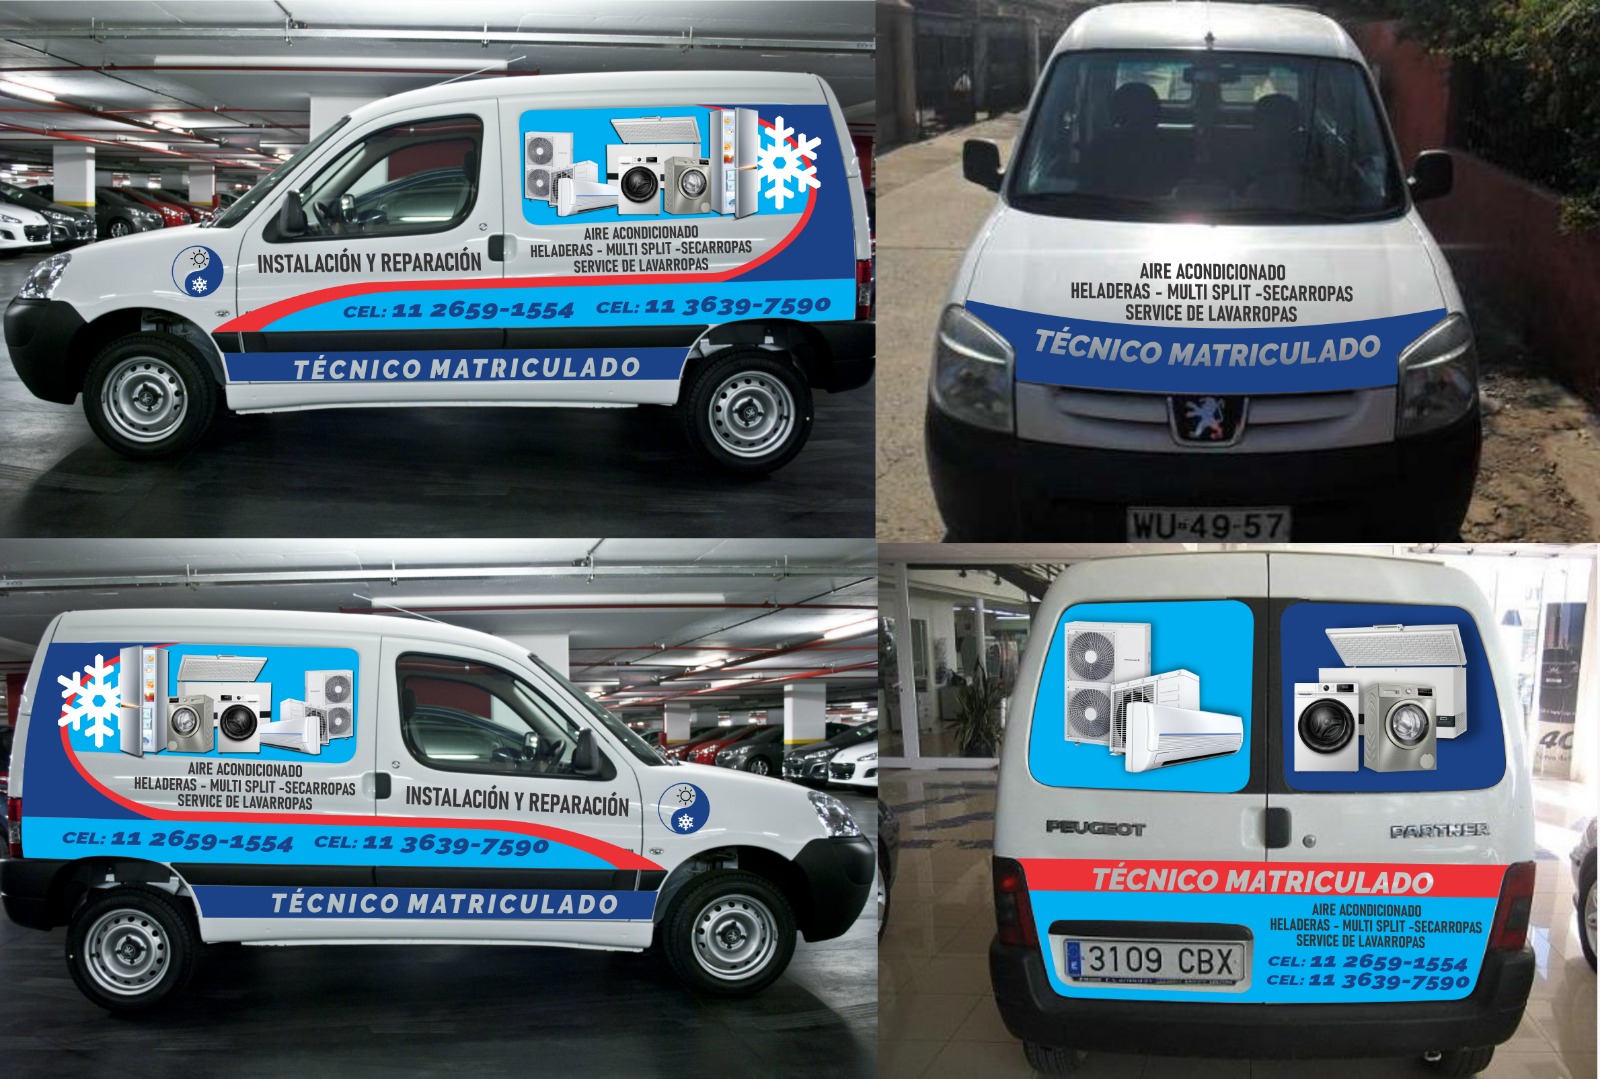 AIRE ACONDICIONADO
HELADERAS - MULTI SPLIT -SECARROPAS
SERVICE DE LAVARROPAS
INSTALACIÓN Y REPARACIÓN
CEL: 11 2659-1554 CEL: 11 3639-7590
TÉCNICO MATRICULADO
AIRE ACONDICIONADO
HELADERAS - MULTI SPLIT -SECARROPAS
SERVICE DE LAVARROPAS
TÉCNICO MATRICULADO
WU-49-57
AIRE ACONDICIONADO
HELADERAS - MULTI SPLIT -SECARROPAS
SERVICE DE LAVARROPAS
INSTALACIÓN Y REPARACIÓN
CEL: 11 2659-1554 CEL: 11 3639-7590
TÉCNICO MATRICULADO
PEUGEOT PARTNER
TÉCNICO MATRICULADO
AIRE ACONDICIONADO
HELADERAS - MULTI SPLIT -SECARROPAS
SERVICE DE LAVARROPAS
CEL: 11 2659-1554
CEL: 11 3639-7590
E 3109 CBX